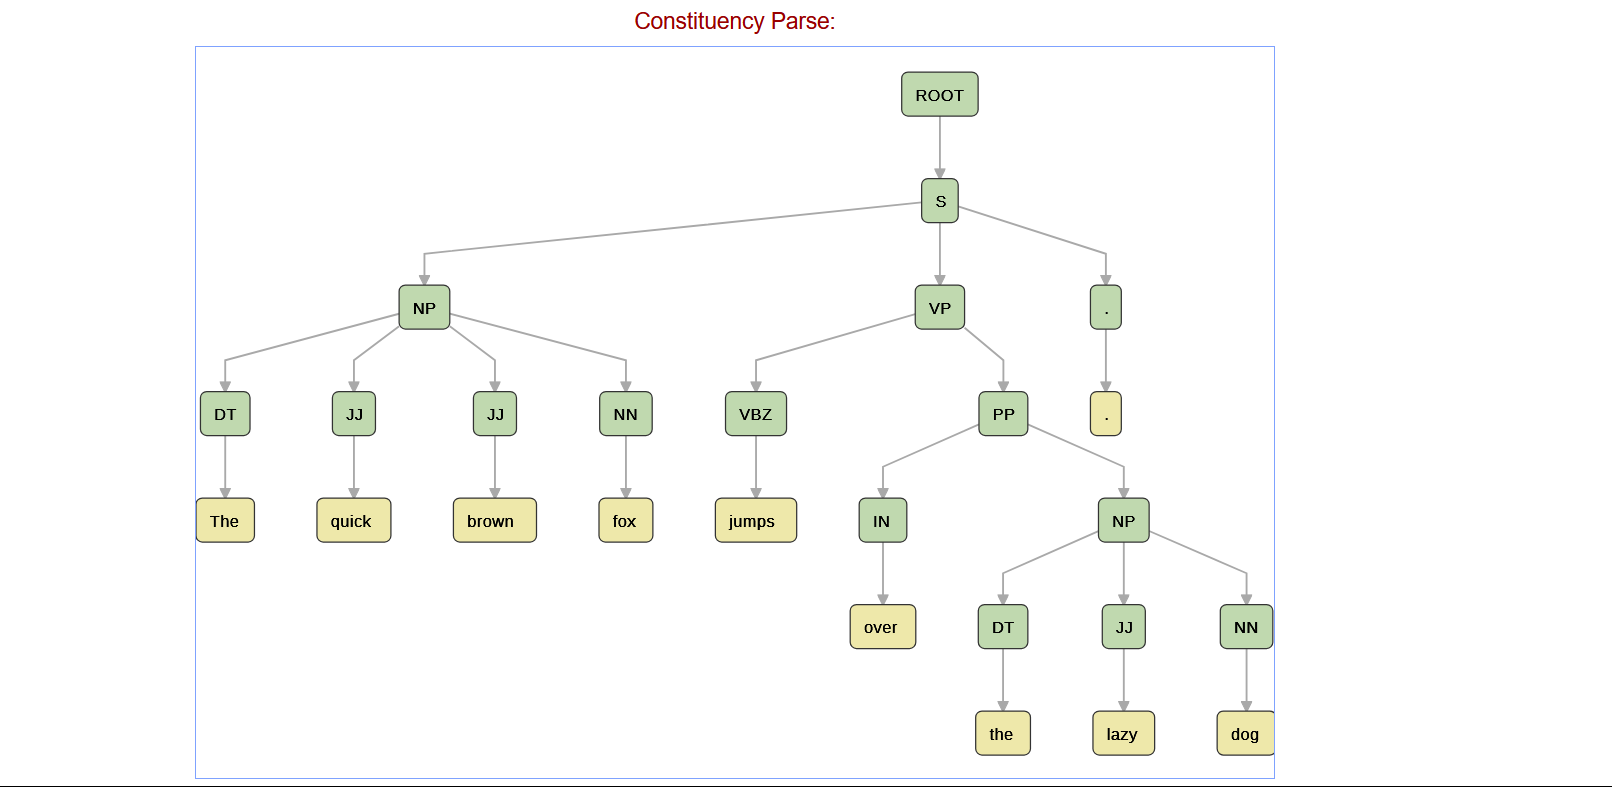 Constituency Parse:
ROOT
S
NP VP .
DT JJ JJ NN VBZ PP .
The quick brown fox jumps IN NP
over DT JJ NN
the lazy dog